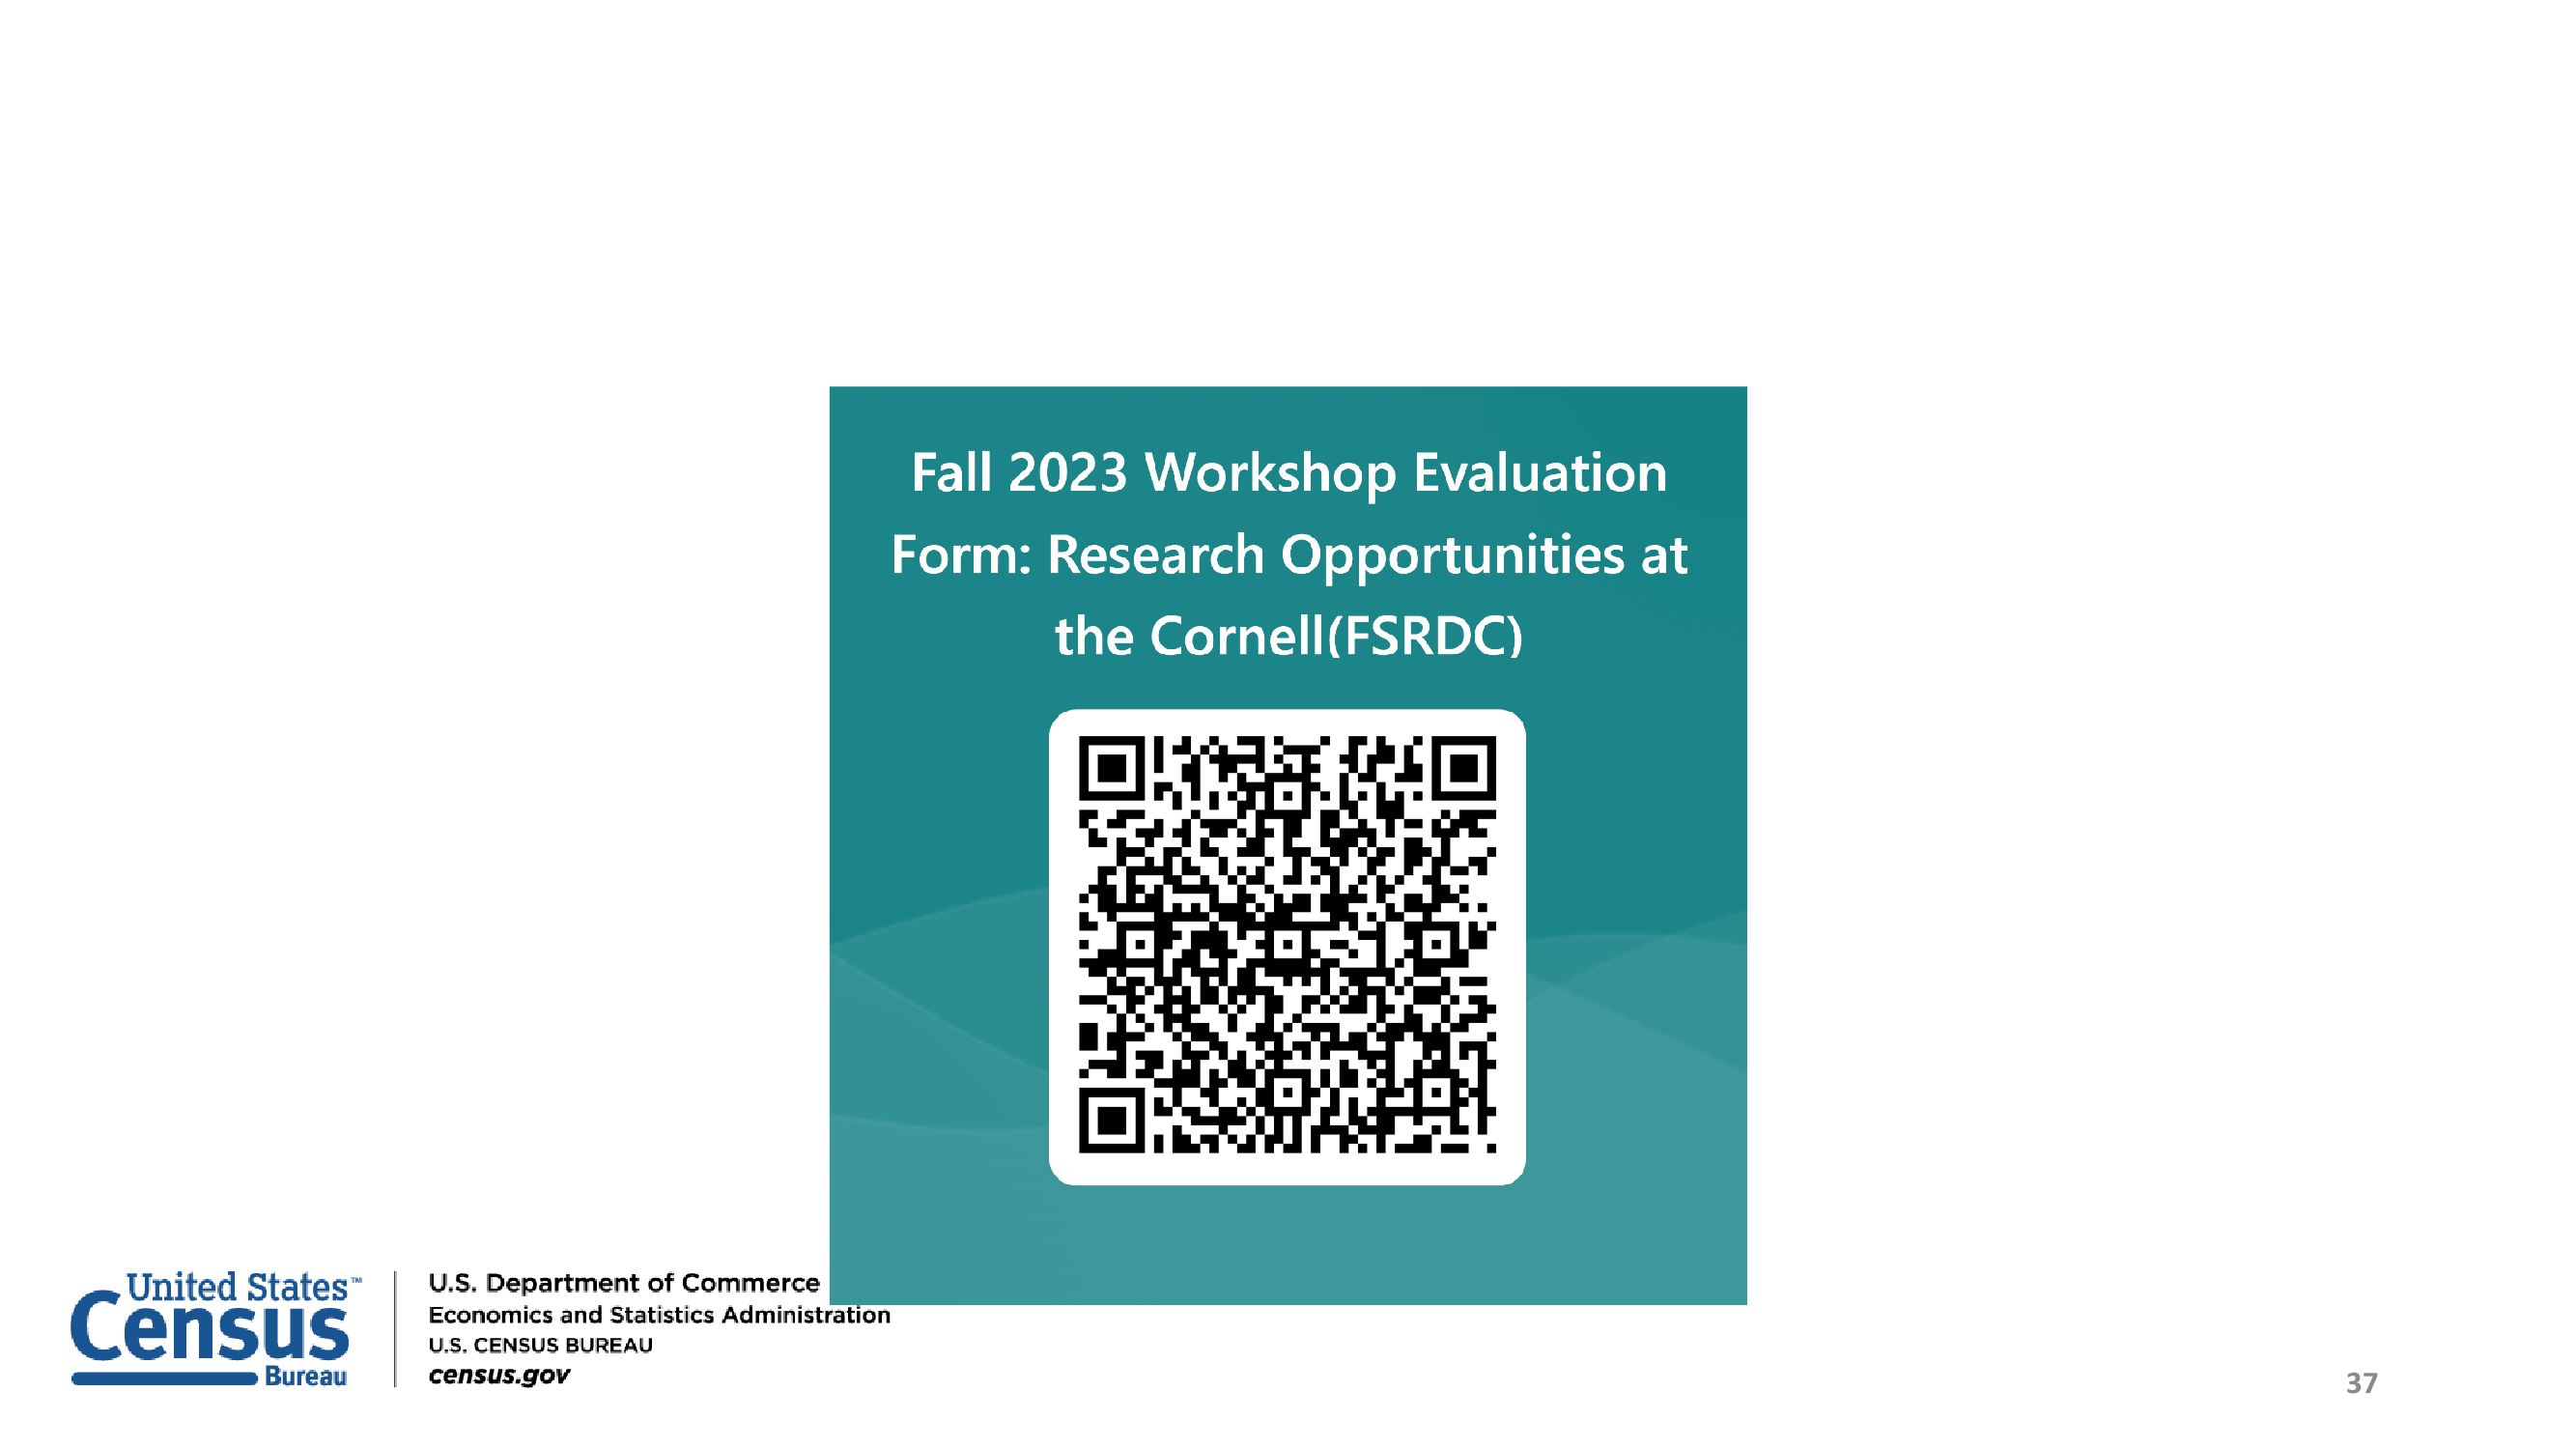 Fall 2023 Workshop Evaluation
Form: Research Opportunities at
the Cornell(FSRDC)
United States™
Census
Bureau
U.S. Department of Commerce
Economics and Statistics Administration
U.S. CENSUS BUREAU
census.gov
37